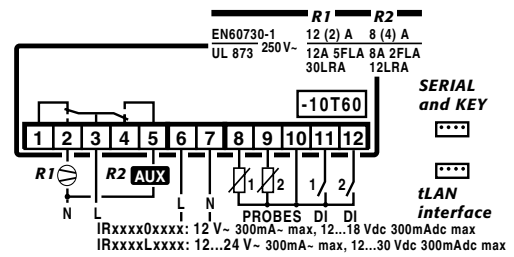 R1 R2
EN60730-1 12 (2) A 8 (4) A
UL 873 250 V~ 12A 5FLA 8A 2FLA
30LRA 12LRA
-10T60
SERIAL
and KEY
1 2 3 4 5 6 7 8 9 10 11 12
R1 R2 AUX 1 2 1 2
N L L N PROBES DI DI
tLAN
interface
IRxxxx0xxxx: 12 V~ 300mA~ max, 12...18 Vdc 300mAdc max
IRxxxxLxxxx: 12...24 V~ 300mA~ max, 12...30 Vdc 300mAdc max